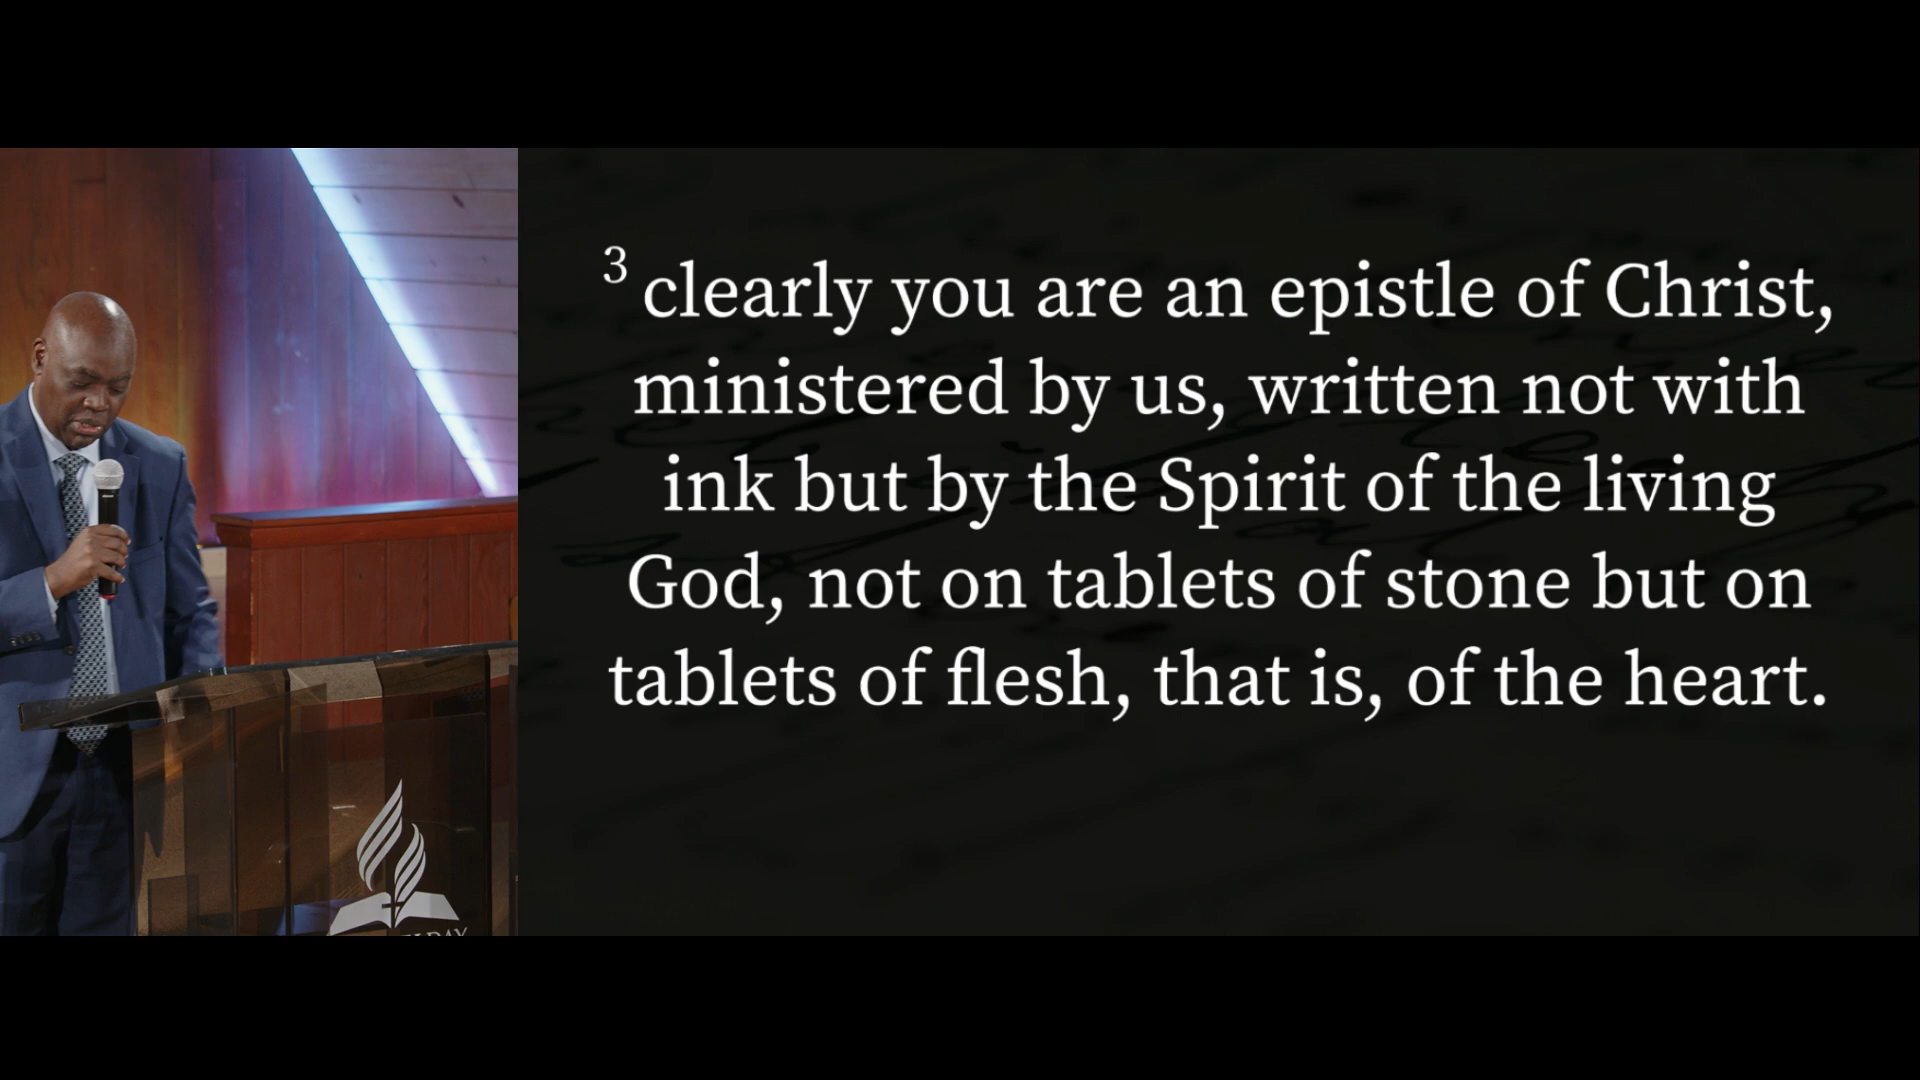 3 clearly you are an epistle of Christ,
ministered by us, written not with
ink but by the Spirit of the living
God, not on tablets of stone but on
tablets of flesh, that is, of the heart.